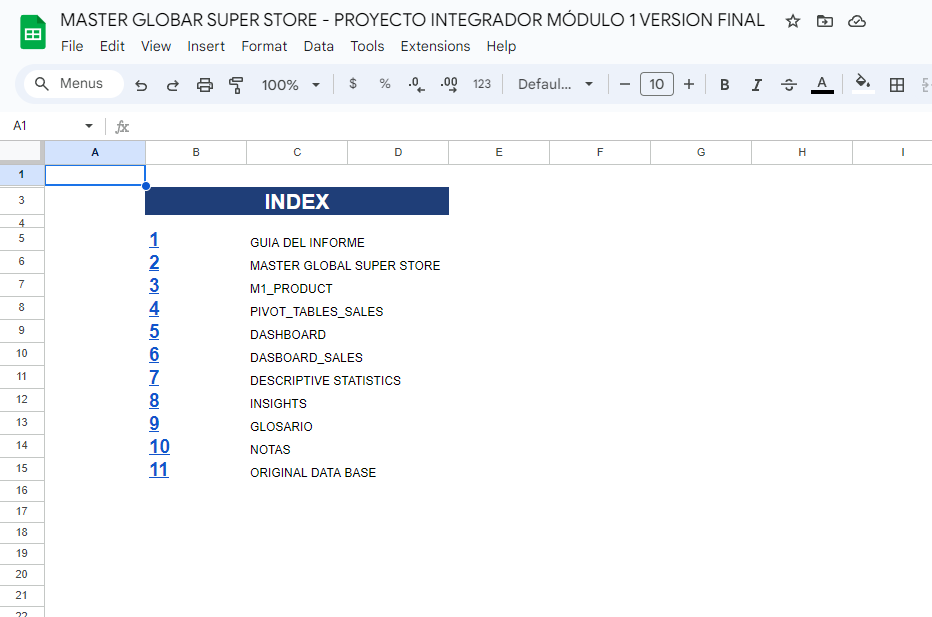 MASTER GLOBAR SUPER STORE - PROYECTO INTEGRADOR MÓDULO 1 VERSION FINAL
File Edit View Insert Format Data Tools Extensions Help
Menus 100% $ % .0 .00 123 Defaul... — 10 + B I A
A1 fx
A B C D E F G H I
1
3 INDEX
4
5 1 GUIA DEL INFORME
6 2 MASTER GLOBAL SUPER STORE
7 3 M1_PRODUCT
8 4 PIVOT_TABLES_SALES
9 5 DASHBOARD
10 6 DASBOARD_SALES
11 7 DESCRIPTIVE STATISTICS
12 8 INSIGHTS
13 9 GLOSARIO
14 10 NOTAS
15 11 ORIGINAL DATA BASE
16
17
18
19
20
21
22